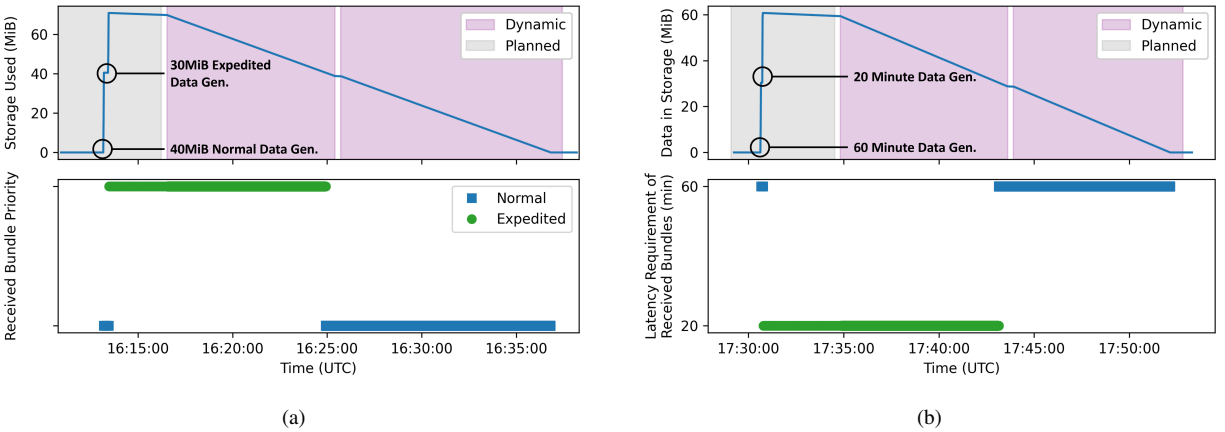 Storage Used (MiB)
60
40
20
0
Dynamic
Planned
30MiB Expedited
Data Gen.
40MiB Normal Data Gen.
Received Bundle Priority
Normal
Expedited
16:15:00
16:20:00
16:25:00
16:30:00
16:35:00
Time (UTC)
(a)
Data in Storage (MiB)
60
40
20
0
Dynamic
Planned
20 Minute Data Gen.
60 Minute Data Gen.
Latency Requirement of
Received Bundles (min)
60
20
17:30:00
17:35:00
17:40:00
17:45:00
17:50:00
Time (UTC)
(b)